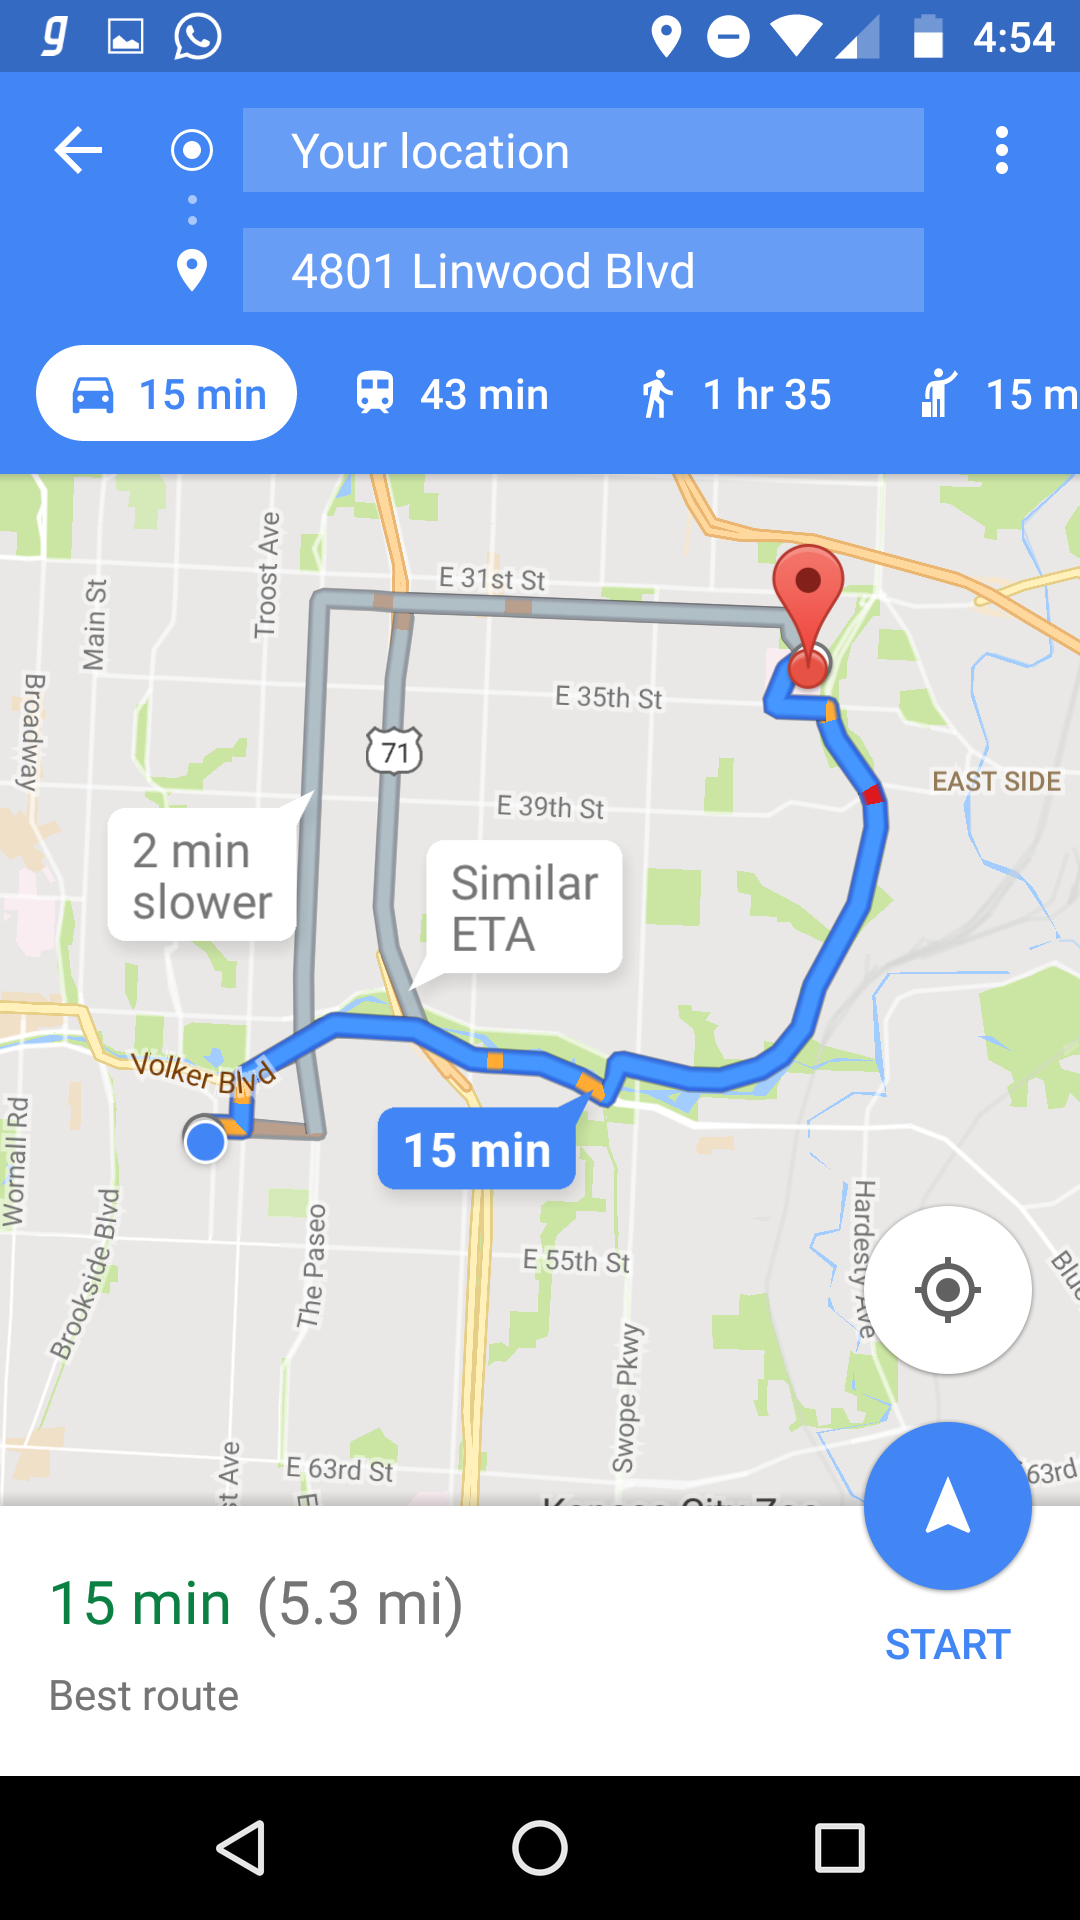 g
4:54
Your location
4801 Linwood Blvd
15 min
43 min
1 hr 35
15 m
E 31st St
Troost Ave
Main St
Broadway
E 35th St
71
EAST SIDE
E 39th St
2 min
slower
Similar
ETA
Volker Blvd
15 min
Wornall Rd
Brookside Blvd
The Paseo
E 55th St
Hardesty Ave
Blue
Swope Pkwy
st Ave
E 63rd St
E
63rd
Kansas City Zoo
15 min (5.3 mi)
START
Best route